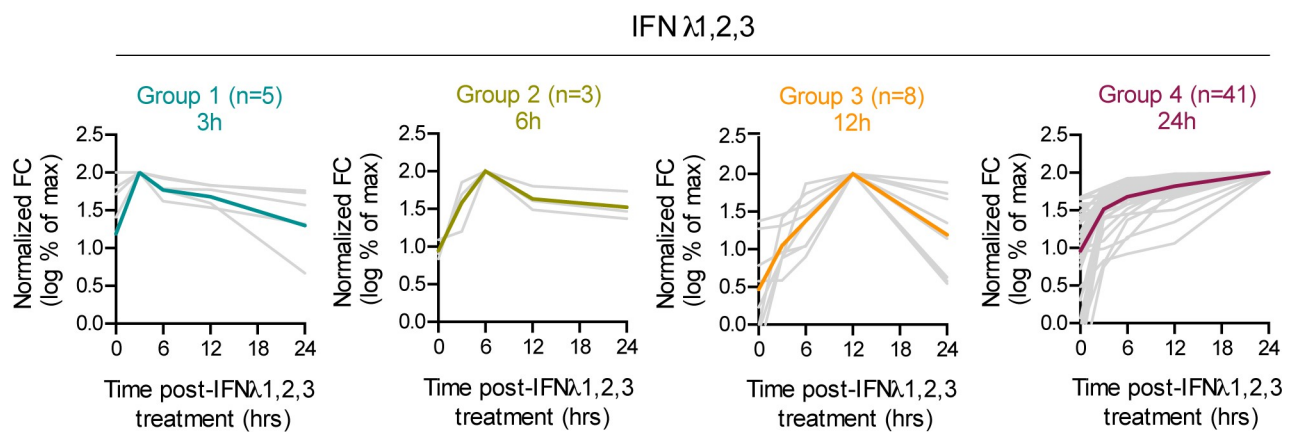 IFN λ1,2,3
Group 1 (n=5)
3h
Normalized FC
(log % of max)
2.5
2.0
1.5
1.0
0.5
0.0
0 6 12 18 24
Time post-IFNλ1,2,3
treatment (hrs)
Group 2 (n=3)
6h
Normalized FC
(log % of max)
2.5
2.0
1.5
1.0
0.5
0.0
0 6 12 18 24
Time post-IFNλ1,2,3
treatment (hrs)
Group 3 (n=8)
12h
Normalized FC
(log % of max)
2.5
2.0
1.5
1.0
0.5
0.0
0 6 12 18 24
Time post-IFNλ1,2,3
treatment (hrs)
Group 4 (n=41)
24h
Normalized FC
(log % of max)
2.5
2.0
1.5
1.0
0.5
0.0
0 6 12 18 24
Time post-IFNλ1,2,3
treatment (hrs)